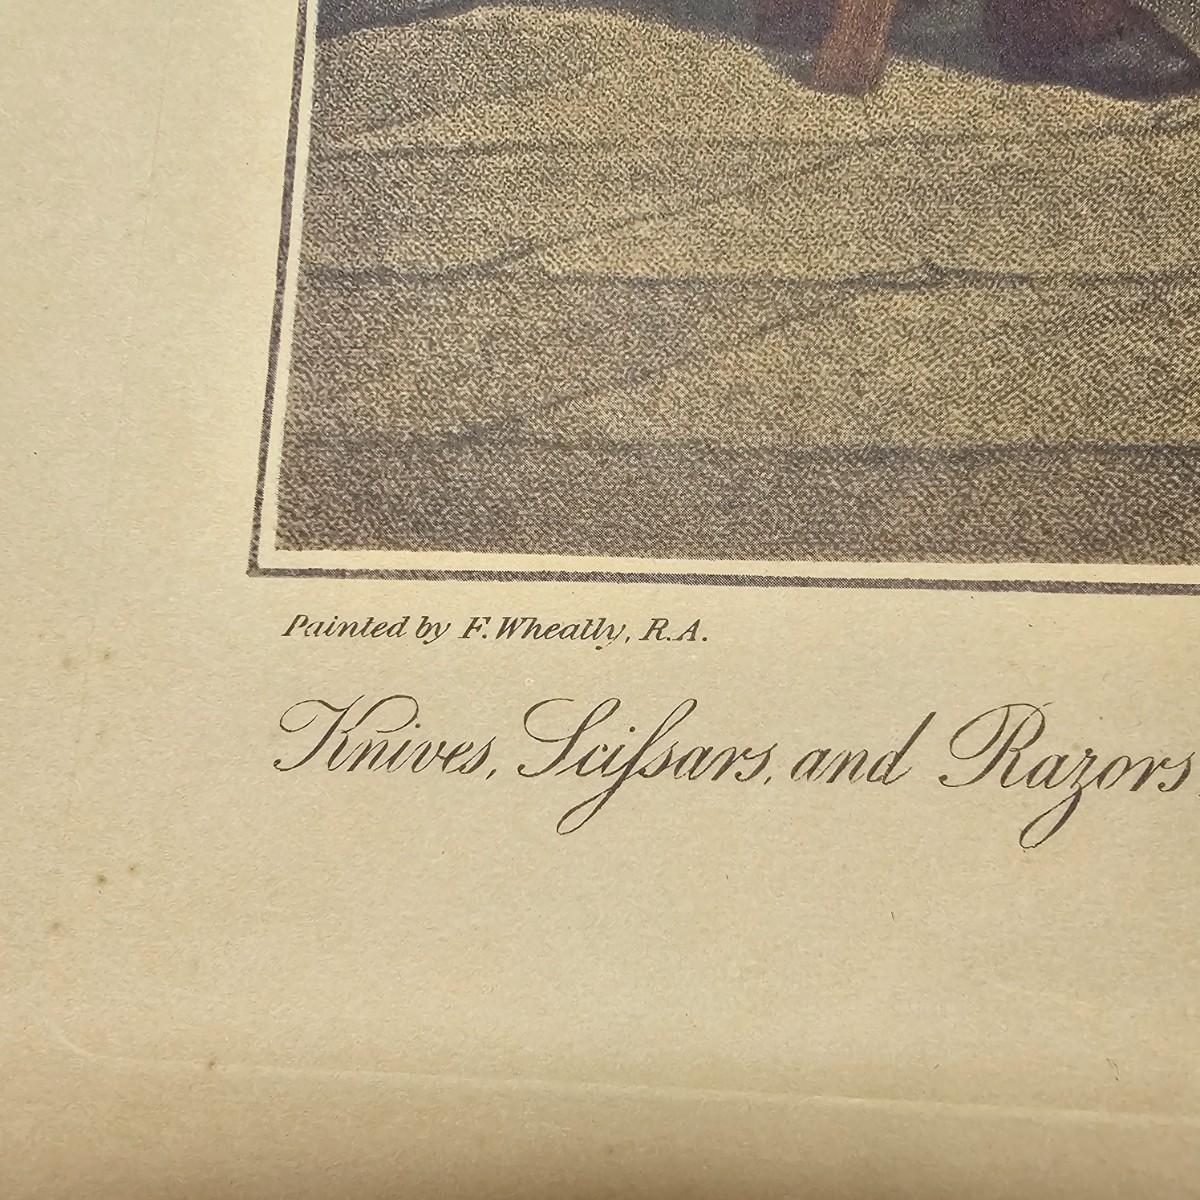 Painted by F. Wheatly, R.A.
Knives, Sciſsars, and Razors